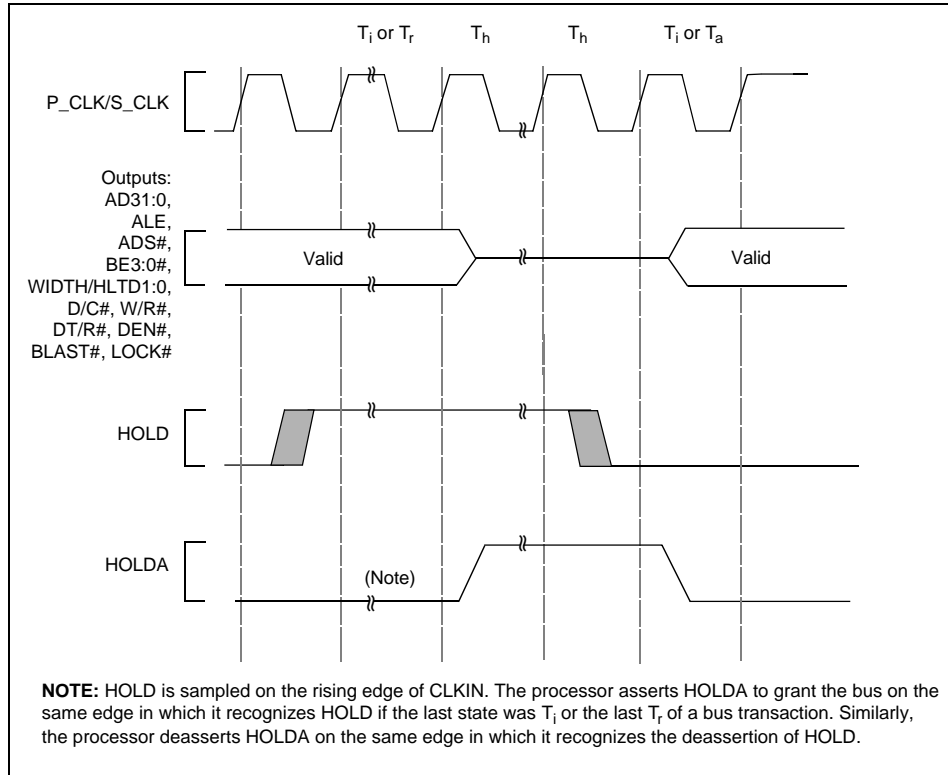 Ti or Tr Th Th Ti or Ta
P_CLK/S_CLK
Outputs:
AD31:0,
ALE,
ADS#,
BE3:0#,
WIDTH/HLTD1:0,
D/C#, W/R#,
DT/R#, DEN#,
BLAST#, LOCK#
Valid Valid
HOLD
HOLDA
(Note)
NOTE: HOLD is sampled on the rising edge of CLKIN. The processor asserts HOLDA to grant the bus on the
same edge in which it recognizes HOLD if the last state was Ti or the last Tr of a bus transaction. Similarly,
the processor deasserts HOLDA on the same edge in which it recognizes the deassertion of HOLD.